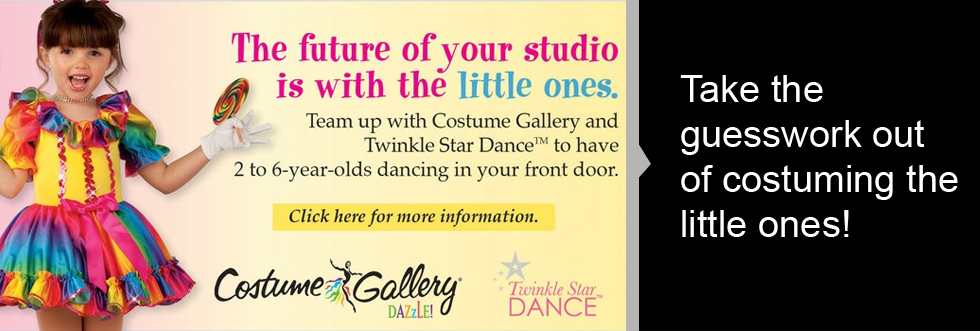 The future of your studio
is with the little ones.
Team up with Costume Gallery and
Twinkle Star Dance™ to have
2 to 6-year-olds dancing in your front door.
Click here for more information.
Costume Gallery®
DAZzLE!
Twinkle Star
DANCE™
Take the
guesswork out
of costuming the
little ones!